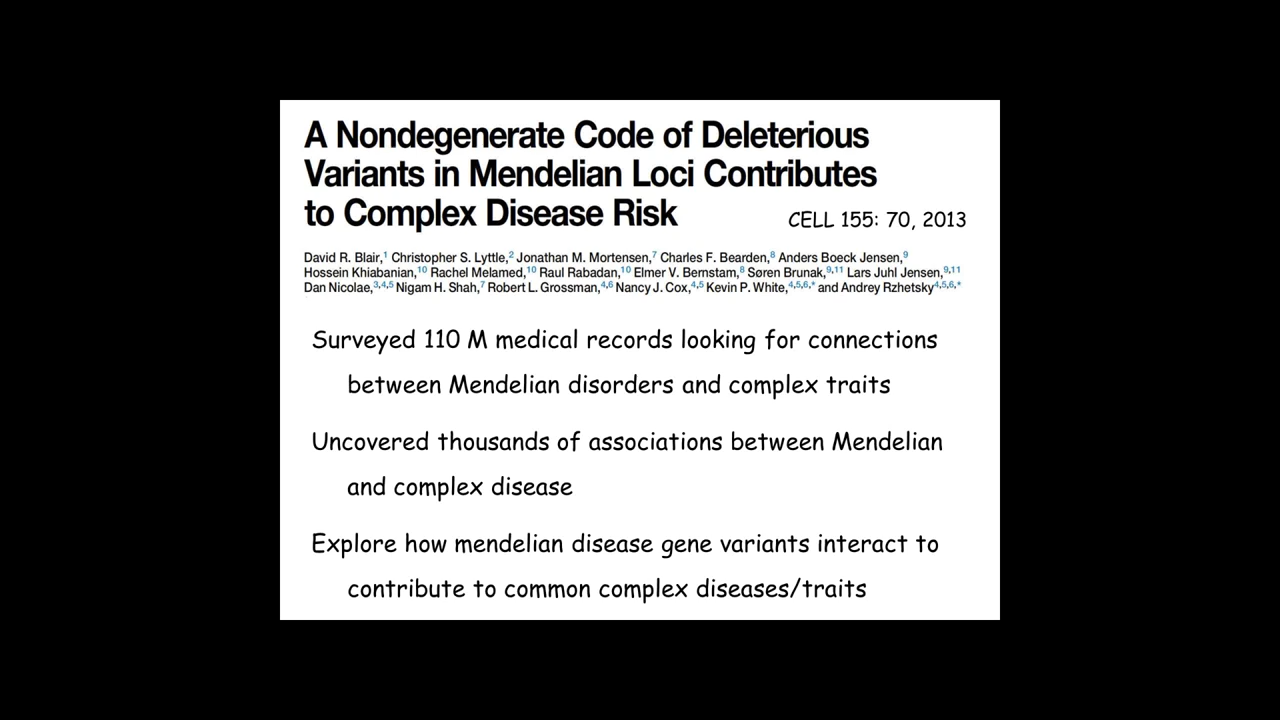 A Nondegenerate Code of Deleterious
Variants in Mendelian Loci Contributes
to Complex Disease Risk CELL 155: 70, 2013
David R. Blair,1 Christopher S. Lyttle,2 Jonathan M. Mortensen,7 Charles F. Bearden,8 Anders Boeck Jensen,9
Hossein Khiabanian,10 Rachel Melamed,10 Raul Rabadan,10 Elmer V. Bernstam,8 Søren Brunak,9,11 Lars Juhl Jensen,9,11
Dan Nicolae,3,4,5 Nigam H. Shah,7 Robert L. Grossman,4,6 Nancy J. Cox,4,5 Kevin P. White,4,5,6,* and Andrey Rzhetsky4,5,6,*
Surveyed 110 M medical records looking for connections
between Mendelian disorders and complex traits
Uncovered thousands of associations between Mendelian
and complex disease
Explore how mendelian disease gene variants interact to
contribute to common complex diseases/traits